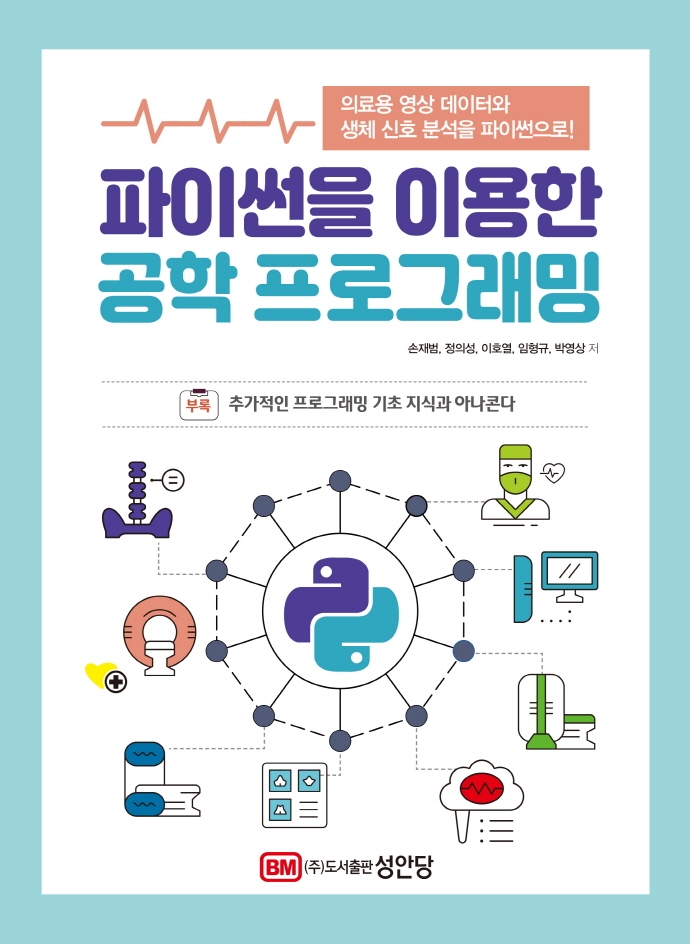 의료용 영상 데이터와
생체 신호 분석을 파이썬으로!
파이썬을 이용한
공학 프로그래밍
손재범, 정의성, 이호열, 임형규, 박영상 저
부록 추가적인 프로그래밍 기초 지식과 아나콘다
BM (주)도서출판 성안당